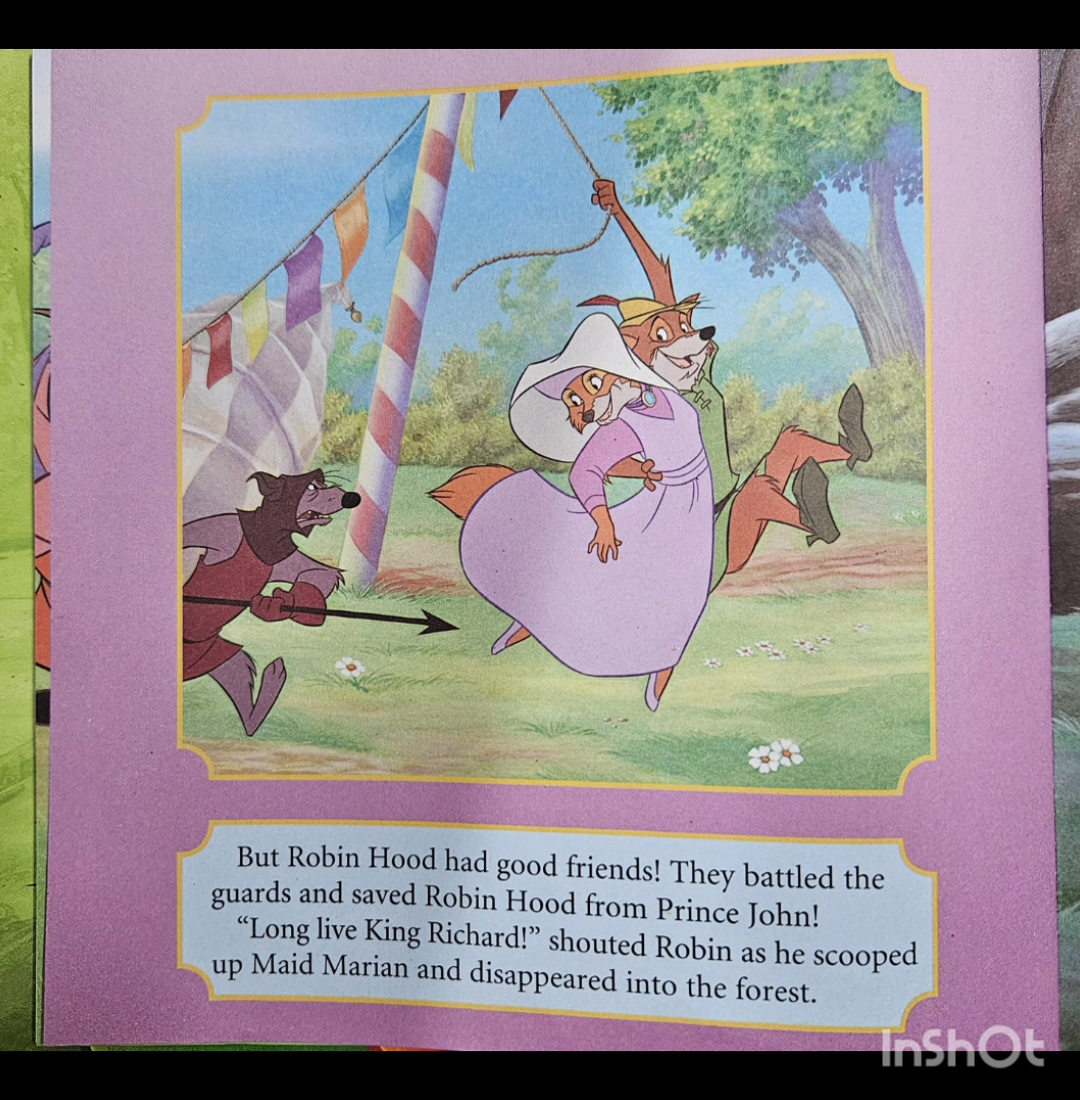 But Robin Hood had good friends! They battled the
guards and saved Robin Hood from Prince John!
“Long live King Richard!” shouted Robin as he scooped
up Maid Marian and disappeared into the forest.
InShOt